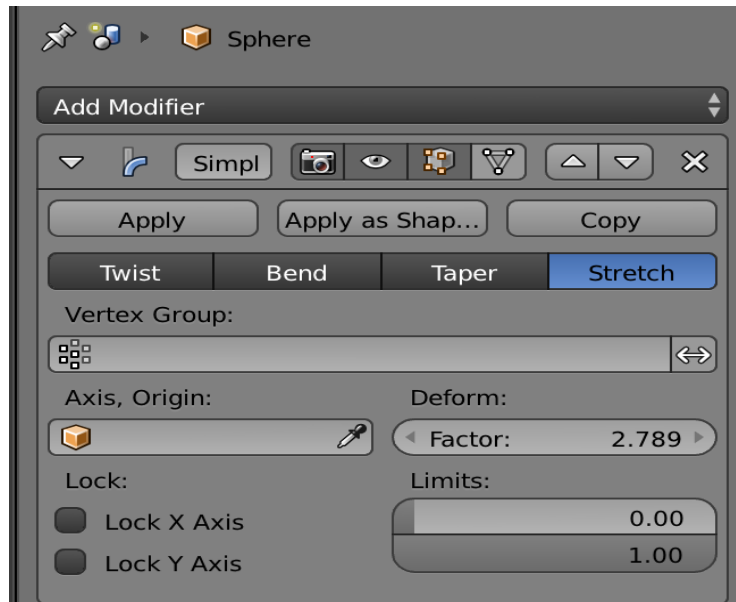 Sphere
Add Modifier
Simpl
Apply Apply as Shap... Copy
Twist Bend Taper Stretch
Vertex Group:
Axis, Origin: Deform:
Factor: 2.789
Lock: Limits:
Lock X Axis 0.00
Lock Y Axis 1.00